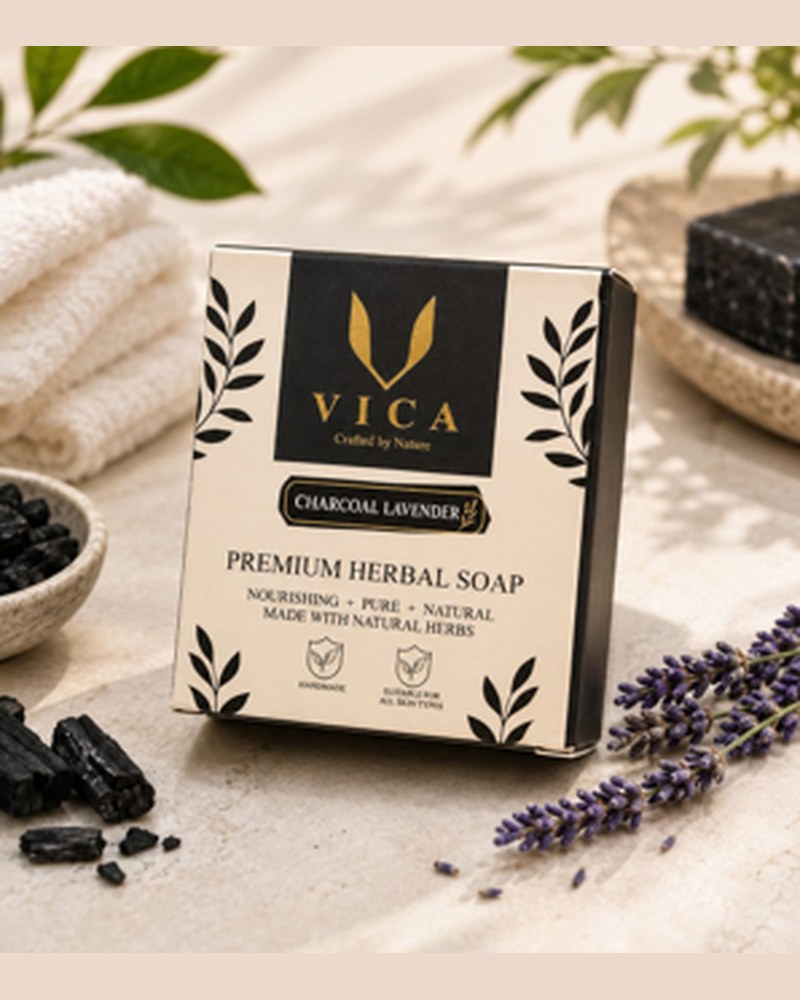 VICA
Crafted by Nature
CHARCOAL LAVENDER
PREMIUM HERBAL SOAP
NOURISHING + PURE + NATURAL
MADE WITH NATURAL HERBS
HANDMADE
SUITABLE FOR
ALL SKIN TYPES